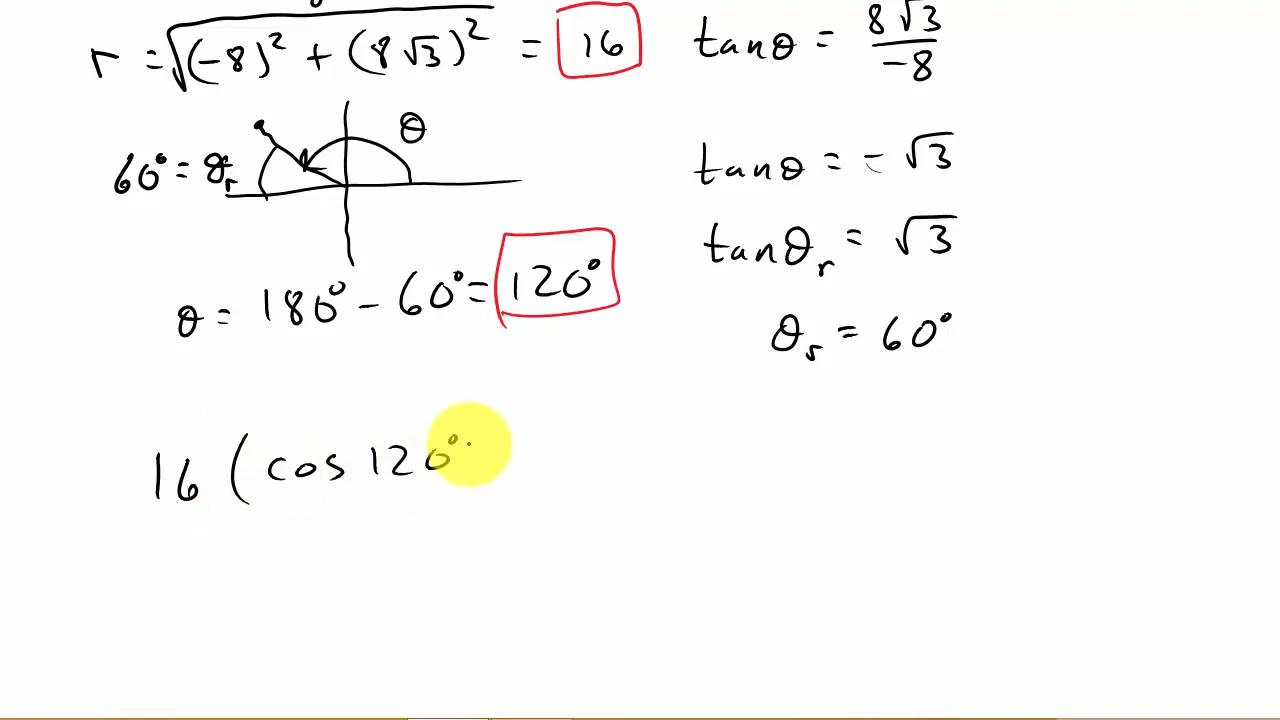 r = √((-8)² + (8√3)²) = 16
tanθ = 8√3 / -8
θ
60° = θr
tanθ = - √3
tanθr = √3
θ = 180° - 60° = 120°
θr = 60°
16 (cos 120°